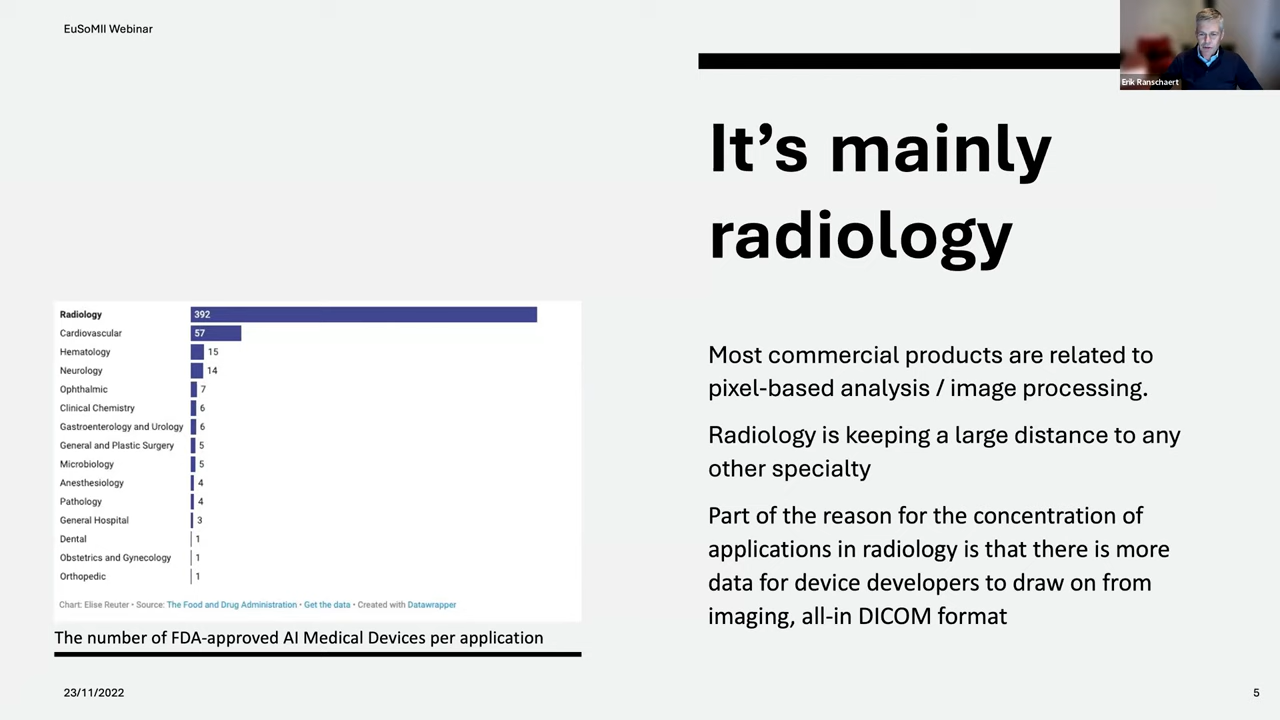 EuSoMII Webinar
Erik Ranschaert
It's mainly
radiology
Radiology 392
Cardiovascular 57
Hematology 15
Neurology 14
Ophthalmic 7
Clinical Chemistry 6
Gastroenterology and Urology 6
General and Plastic Surgery 5
Microbiology 5
Anesthesiology 4
Pathology 4
General Hospital 3
Dental 1
Obstetrics and Gynecology 1
Orthopedic 1
Chart: Elise Reuter • Source: The Food and Drug Administration • Get the data • Created with Datawrapper
The number of FDA-approved AI Medical Devices per application
Most commercial products are related to
pixel-based analysis / image processing.
Radiology is keeping a large distance to any
other specialty
Part of the reason for the concentration of
applications in radiology is that there is more
data for device developers to draw on from
imaging, all-in DICOM format
23/11/2022
5